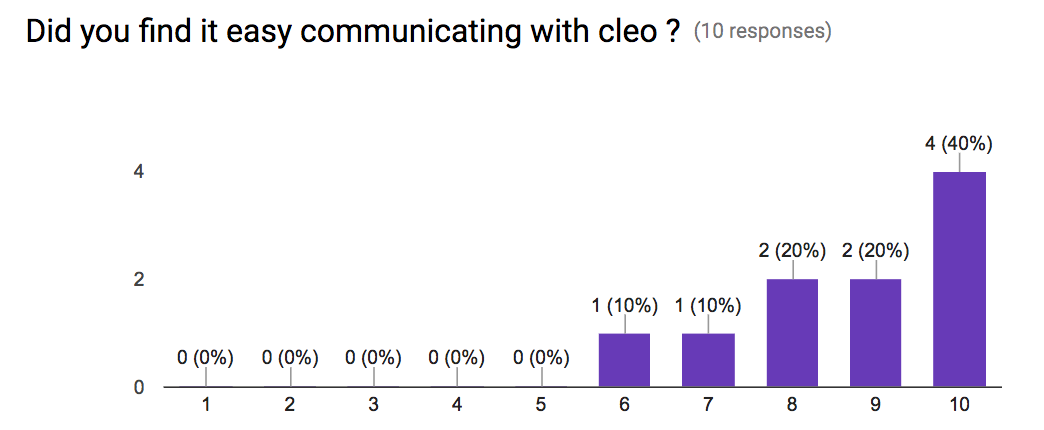 Did you find it easy communicating with cleo ? (10 responses)
4 (40%)
4
2 (20%) 2 (20%)
2
1 (10%) 1 (10%)
0 (0%) 0 (0%) 0 (0%) 0 (0%) 0 (0%)
0
1 2 3 4 5 6 7 8 9 10